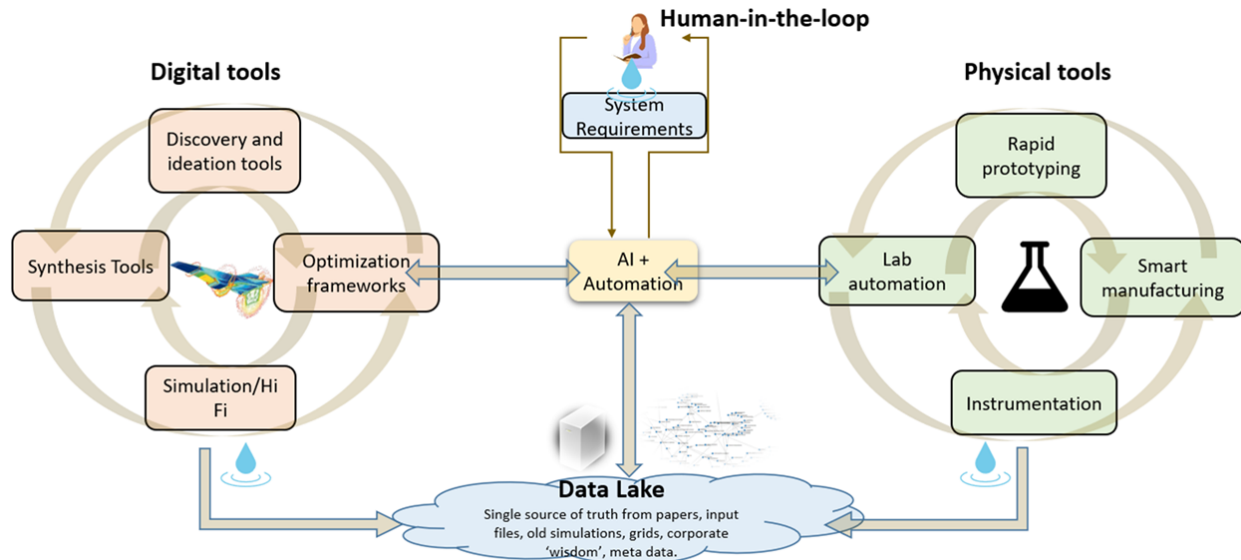 Human-in-the-loop
Digital tools
Physical tools
System
Requirements
Discovery and
ideation tools
Rapid
prototyping
Synthesis Tools
Optimization
frameworks
AI +
Automation
Lab
automation
Smart
manufacturing
Simulation/Hi
Fi
Instrumentation
Data Lake
Single source of truth from papers, input
files, old simulations, grids, corporate
‘wisdom’, meta data.